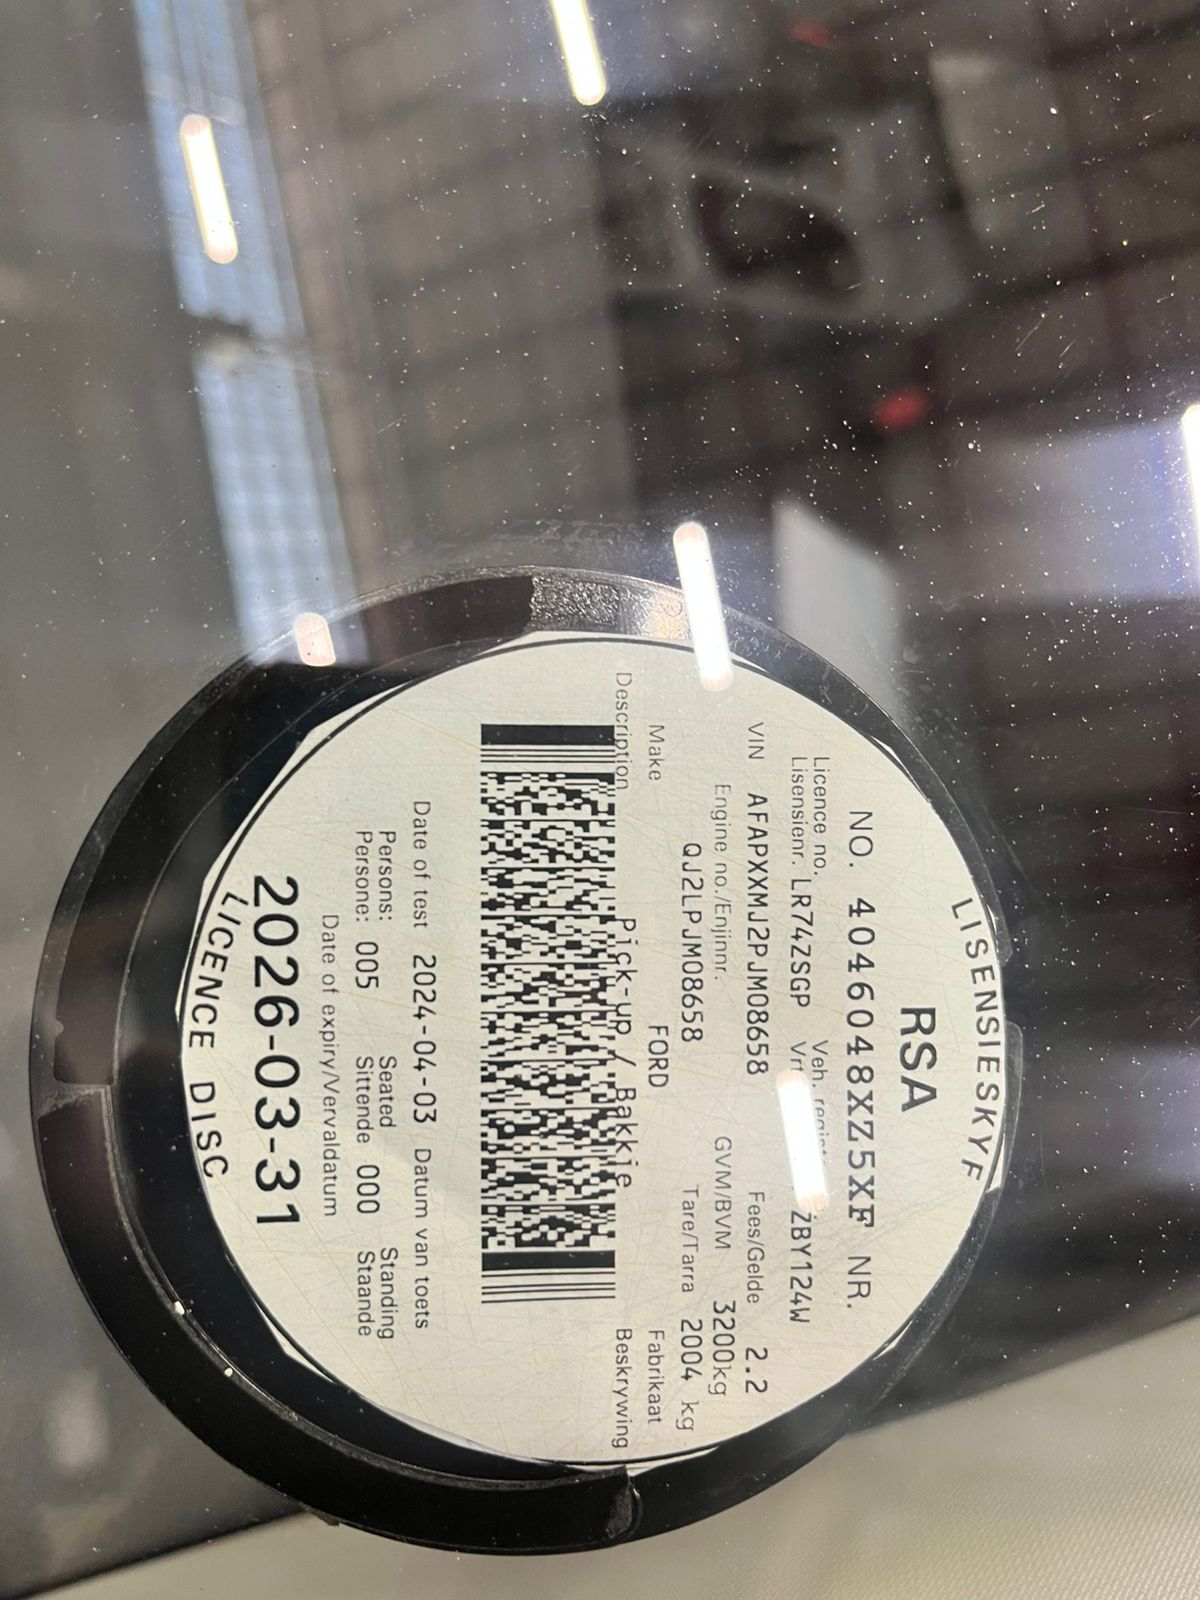 LISENSIESKYF
RSA
NO. 4046048XZ5XF NR.
Licence no.
Lisensienr. LR74ZSGP ZBY124W
Veh.
VIN AFAPXXMJ2PJM08658 Fees/Gelde 2.2
Engine no./Enjinnr. GVM/BVM 3200kg
QJ2LPJM08658 Tare/Tarra 2004 kg
Make FORD Fabrikaat
Description Pick-up / Bakkie Beskrywing
Date of test 2024-04-03 Datum van toets
Persons: Seated Standing
Persone: 005 Sittende 000 Staande
Date of expiry/Vervaldatum
2026-03-31
LICENCE DISC